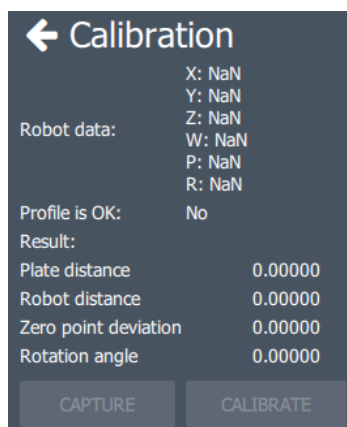 Calibration
X: NaN
Y: NaN
Robot data: Z: NaN
W: NaN
P: NaN
R: NaN
Profile is OK: No
Result:
Plate distance 0.00000
Robot distance 0.00000
Zero point deviation 0.00000
Rotation angle 0.00000
CAPTURE CALIBRATE